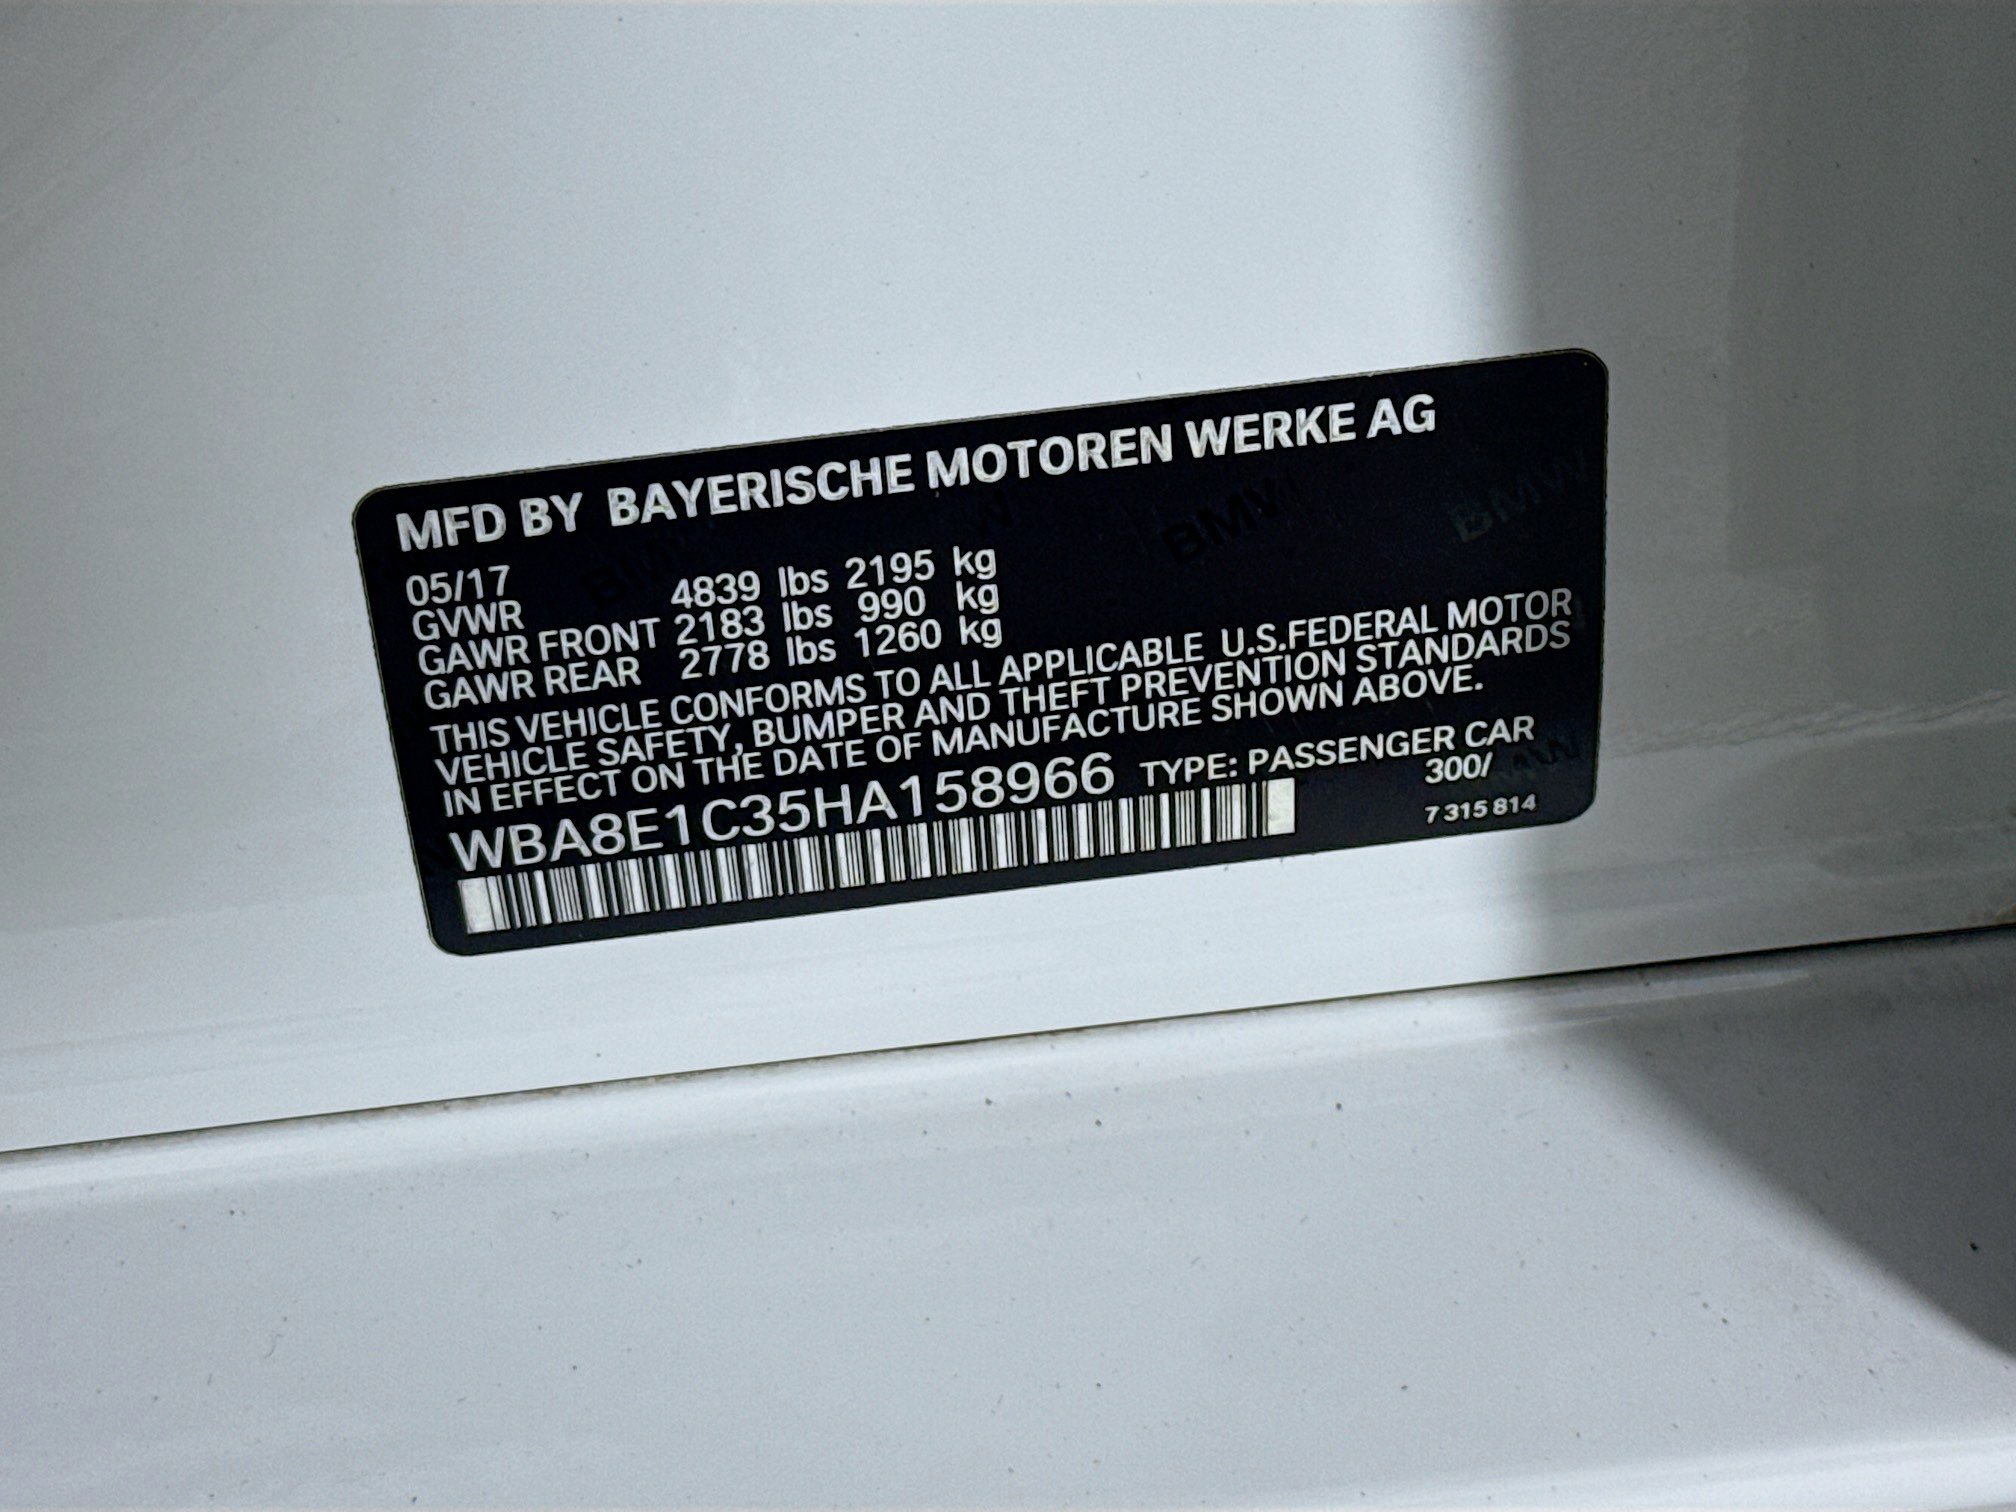 MFD BY BAYERISCHE MOTOREN WERKE AG
05/17
GVWR 4839 lbs 2195 kg
GAWR FRONT 2183 lbs 990 kg
GAWR REAR 2778 lbs 1260 kg
THIS VEHICLE CONFORMS TO ALL APPLICABLE U.S.FEDERAL MOTOR
VEHICLE SAFETY, BUMPER AND THEFT PREVENTION STANDARDS
IN EFFECT ON THE DATE OF MANUFACTURE SHOWN ABOVE.
WBA8E1C35HA158966 TYPE: PASSENGER CAR
300/
7 315 814
BMW
BMW